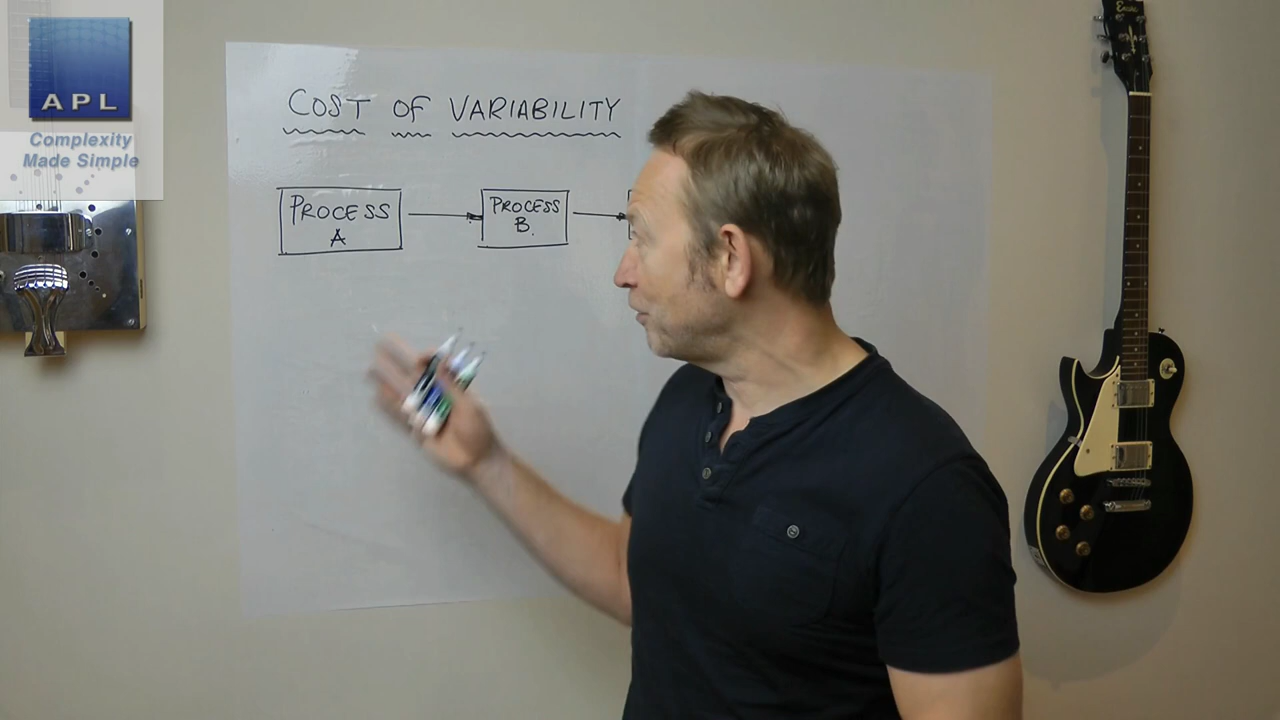 APL
Complexity
Made Simple
COST OF VARIABILITY
PROCESS
A
PROCESS
B.